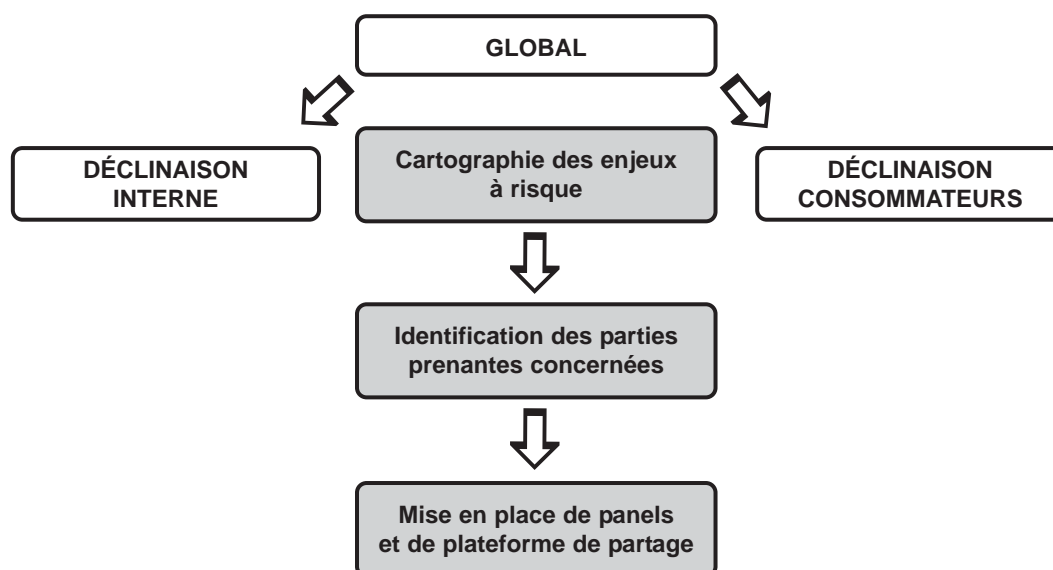 GLOBAL
DÉCLINAISON
INTERNE
Cartographie des enjeux
à risque
DÉCLINAISON
CONSOMMATEURS
Identification des parties
prenantes concernées
Mise en place de panels
et de plateforme de partage